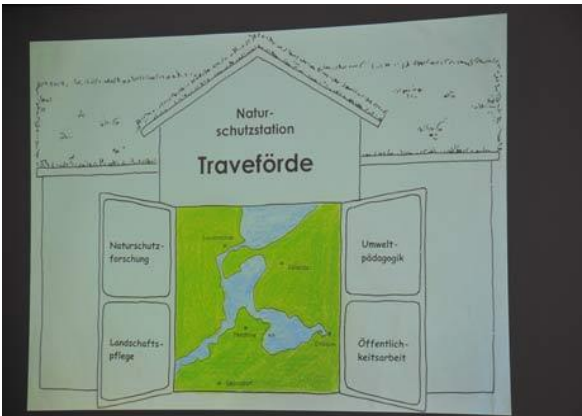 Natur-
schutzstation
Traveförde
Naturschutz-
forschung
Umwelt-
pädagogik
Landschafts-
pflege
Öffentlich-
keitsarbeit